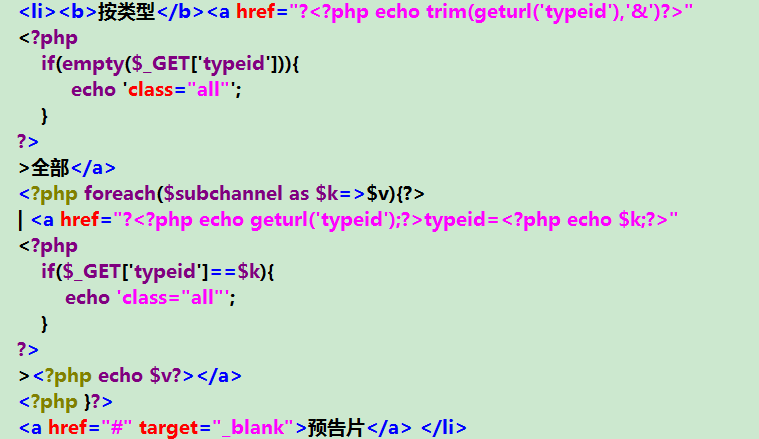 <li><b>按类型</b><a href="?<?php echo trim(geturl('typeid'),'&')?>"
<?php
if(empty($_GET['typeid'])){
echo 'class="all"';
}
?>
>全部</a>
<?php foreach($subchannel as $k=>$v){?>
| <a href="?<?php echo geturl('typeid');?>typeid=<?php echo $k;?>"
<?php
if($_GET['typeid']==$k){
echo 'class="all"';
}
?>
><?php echo $v?></a>
<?php }?>
<a href="#" target="_blank">预告片</a> </li>